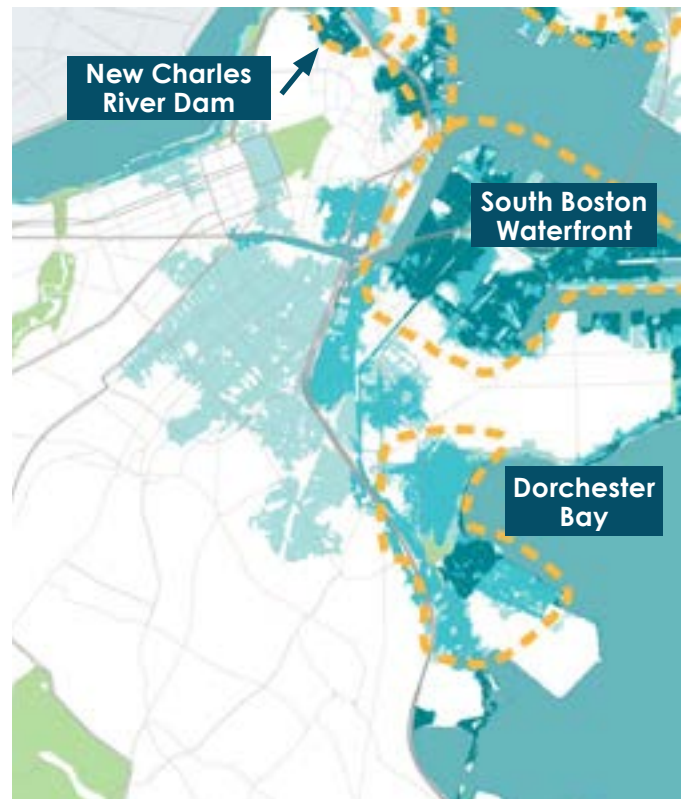 New Charles
River Dam
South Boston
Waterfront
Dorchester
Bay